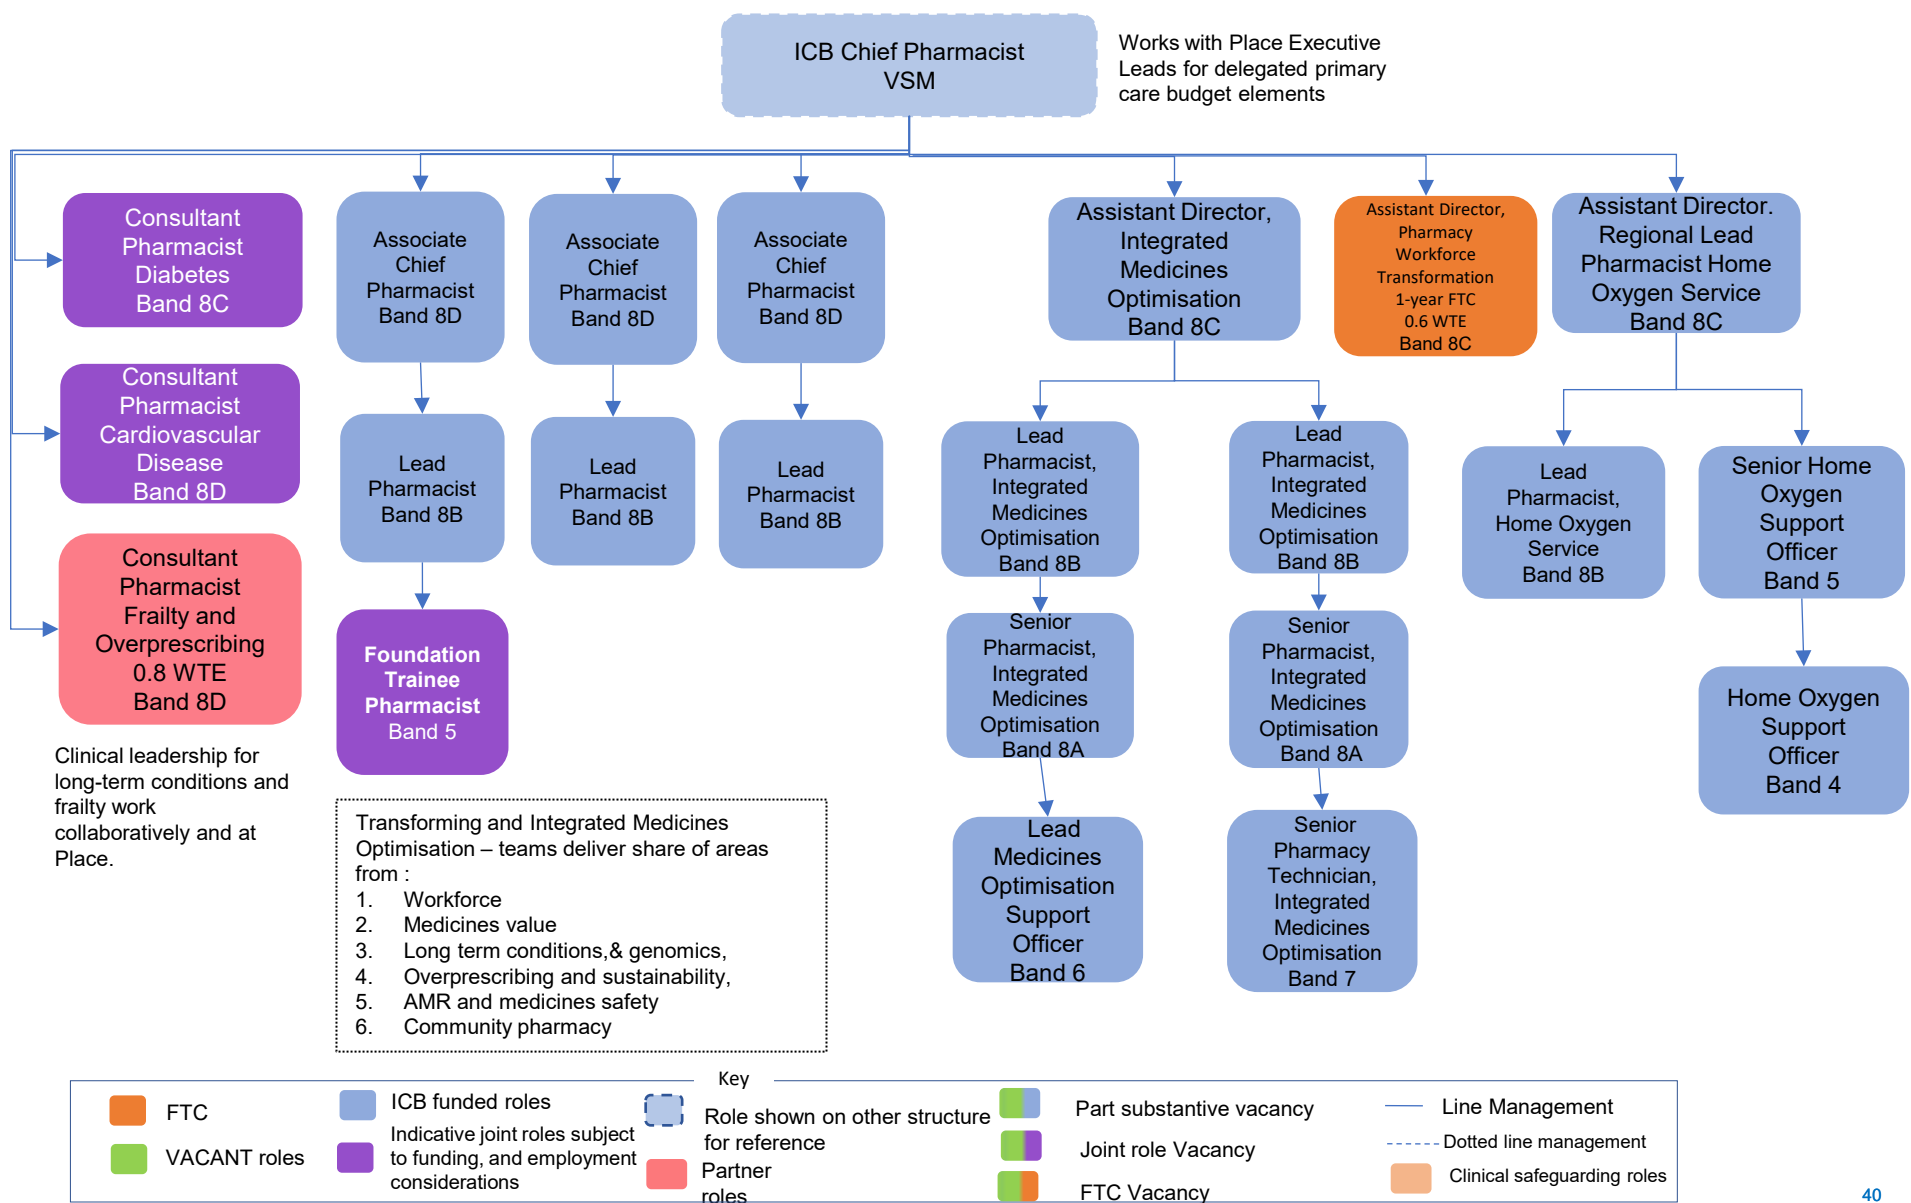 ICB Chief Pharmacist
VSM
Works with Place Executive
Leads for delegated primary
care budget elements
Consultant
Pharmacist
Diabetes
Band 8C
Consultant
Pharmacist
Cardiovascular
Disease
Band 8D
Consultant
Pharmacist
Frailty and
Overprescribing
0.8 WTE
Band 8D
Clinical leadership for
long-term conditions and
frailty work
collaboratively and at
Place.
Associate
Chief
Pharmacist
Band 8D
Lead
Pharmacist
Band 8B
Foundation
Trainee
Pharmacist
Band 5
Associate
Chief
Pharmacist
Band 8D
Lead
Pharmacist
Band 8B
Associate
Chief
Pharmacist
Band 8D
Lead
Pharmacist
Band 8B
Transforming and Integrated Medicines
Optimisation – teams deliver share of areas
from :
1. Workforce
2. Medicines value
3. Long term conditions,& genomics,
4. Overprescribing and sustainability,
5. AMR and medicines safety
6. Community pharmacy
Assistant Director,
Integrated
Medicines
Optimisation
Band 8C
Lead
Pharmacist,
Integrated
Medicines
Optimisation
Band 8B
Senior
Pharmacist,
Integrated
Medicines
Optimisation
Band 8A
Lead
Medicines
Optimisation
Support
Officer
Band 6
Lead
Pharmacist,
Integrated
Medicines
Optimisation
Band 8B
Senior
Pharmacist,
Integrated
Medicines
Optimisation
Band 8A
Senior
Pharmacy
Technician,
Integrated
Medicines
Optimisation
Band 7
Assistant Director,
Pharmacy
Workforce
Transformation
1-year FTC
0.6 WTE
Band 8C
Assistant Director.
Regional Lead
Pharmacist Home
Oxygen Service
Band 8C
Lead
Pharmacist,
Home Oxygen
Service
Band 8B
Senior Home
Oxygen
Support
Officer
Band 5
Home Oxygen
Support
Officer
Band 4
Key
FTC
VACANT roles
ICB funded roles
Indicative joint roles subject
to funding, and employment
considerations
Role shown on other structure
for reference
Partner
roles
Part substantive vacancy
Joint role Vacancy
FTC Vacancy
Line Management
Dotted line management
Clinical safeguarding roles
40